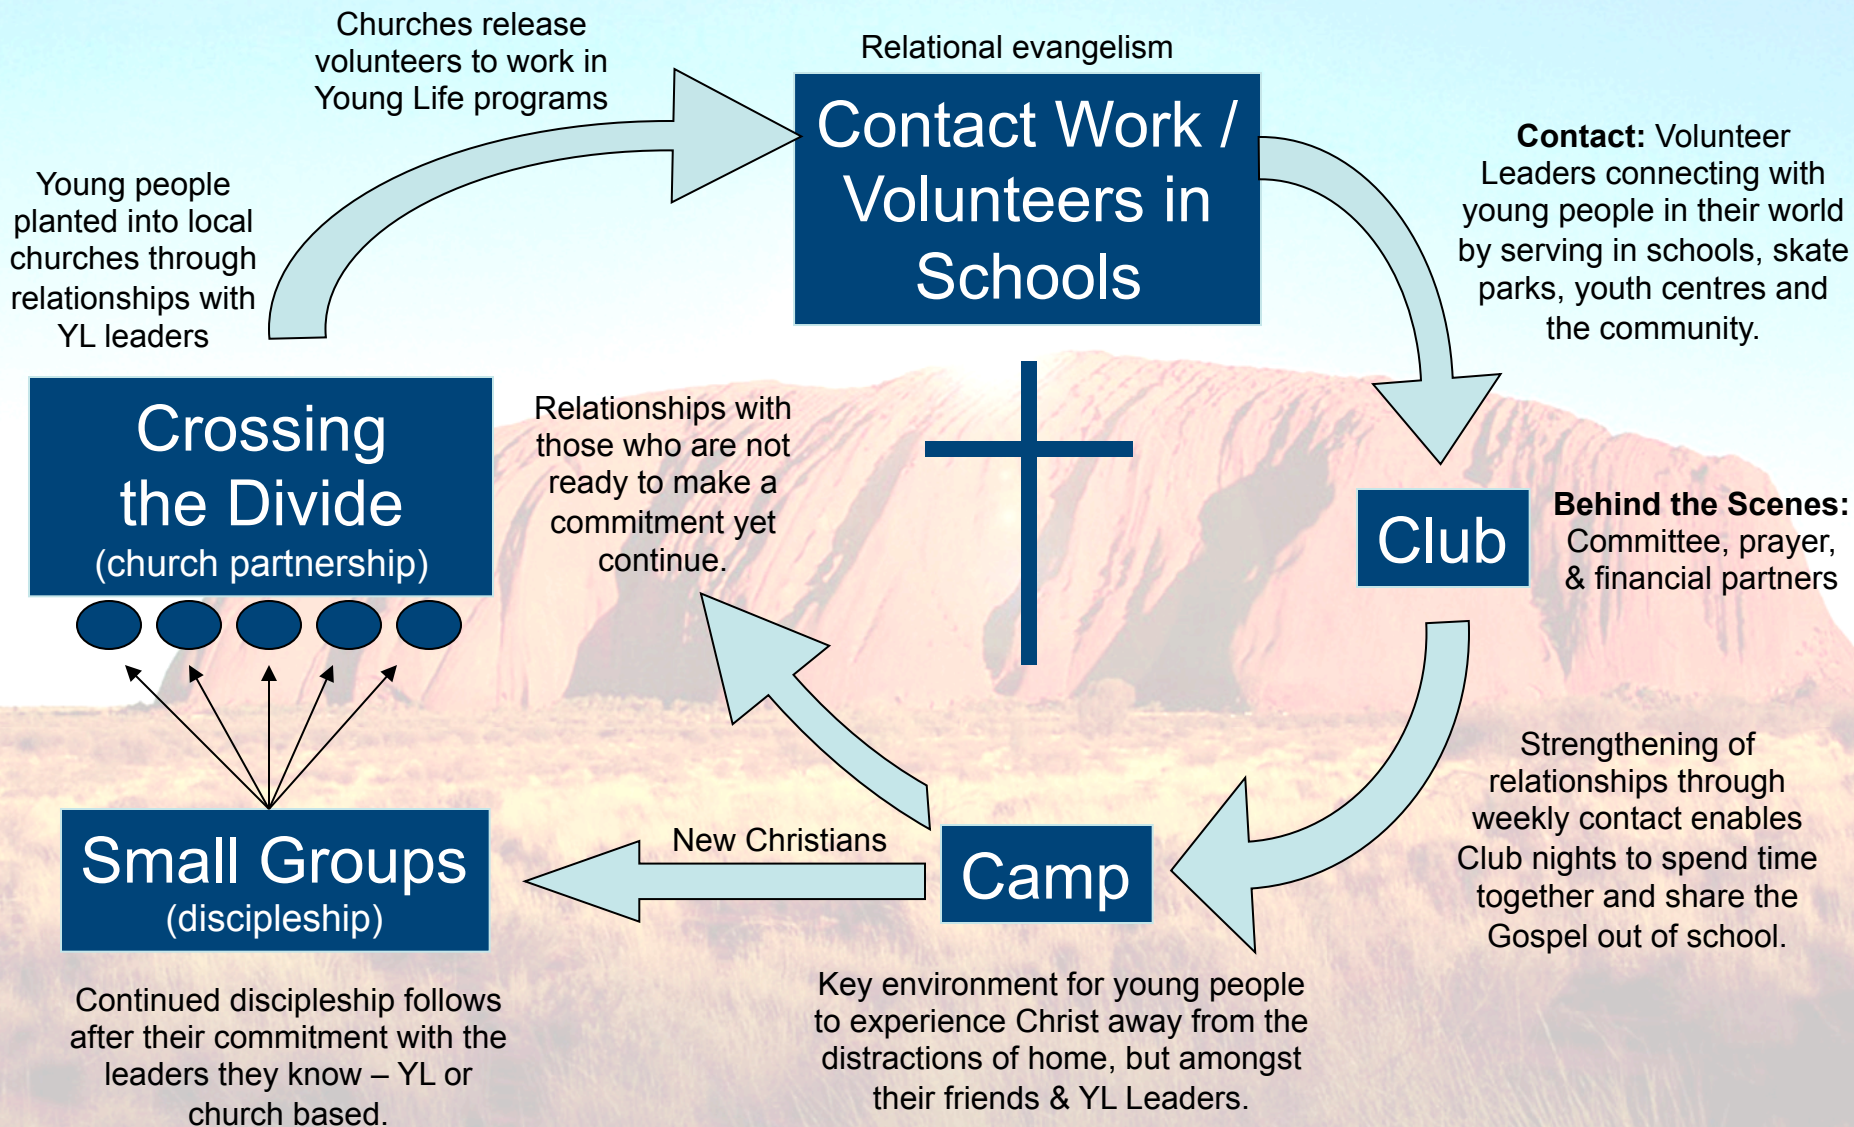 Churches release
volunteers to work in
Young Life programs
Relational evangelism
Contact Work /
Volunteers in
Schools
Contact: Volunteer
Leaders connecting with
young people in their world
by serving in schools, skate
parks, youth centres and
the community.
Young people
planted into local
churches through
relationships with
YL leaders
Crossing
the Divide
(church partnership)
Relationships with
those who are not
ready to make a
commitment yet
continue.
Club
Behind the Scenes:
Committee, prayer,
& financial partners
Strengthening of
relationships through
weekly contact enables
Club nights to spend time
together and share the
Gospel out of school.
New Christians
Camp
Key environment for young people
to experience Christ away from the
distractions of home, but amongst
their friends & YL Leaders.
Small Groups
(discipleship)
Continued discipleship follows
after their commitment with the
leaders they know – YL or
church based.